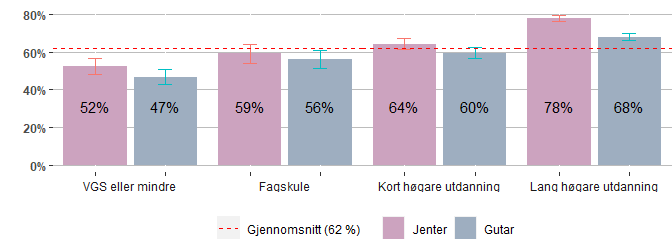 80%
60%
40%
20%
0%
52%
47%
59%
56%
64%
60%
78%
68%
VGS eller mindre
Fagskule
Kort høgare utdanning
Lang høgare utdanning
Gjennomsnitt (62 %)
Jenter
Gutar